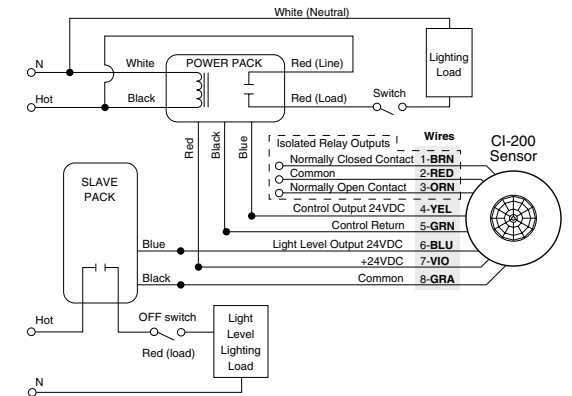 White (Neutral)
N
White
POWER PACK
Red (Line)
Lighting
Load
Hot
Black
Red (Load)
Switch
Red
Black
Blue
Isolated Relay Outputs
Wires
CI-200
Sensor
Normally Closed Contact 1-BRN
Common 2-RED
Normally Open Contact 3-ORN
Control Output 24VDC 4-YEL
Control Return 5-GRN
SLAVE
PACK
Blue
Light Level Output 24VDC 6-BLU
+24VDC 7-VIO
Black
Common 8-GRA
Hot
OFF switch
Red (load)
Light
Level
Lighting
Load
N